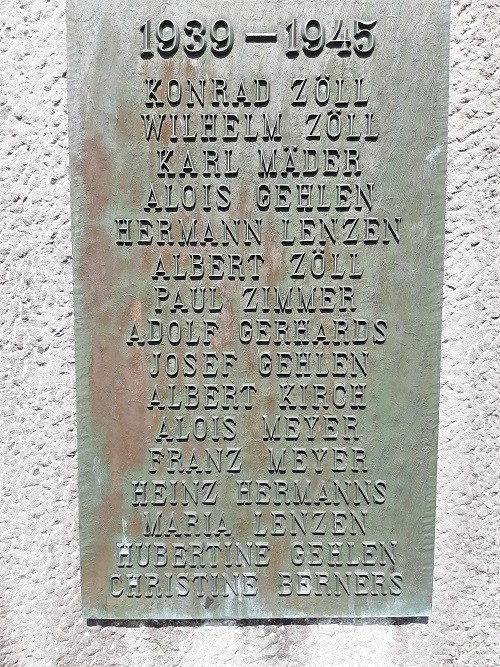 1939 – 1945
KONRAD ZÖLL
WILHELM ZÖLL
KARL MÄDER
ALOIS GEHLEN
HERMANN LENZEN
ALBERT ZÖLL
PAUL ZIMMER
ADOLF GERHARDS
JOSEF GEHLEN
ALBERT KIRCH
ALOIS MEYER
FRANZ MEYER
HEINZ HERMANNS
MARIA LENZEN
HUBERTINE GEHLEN
CHRISTINE BERNERS